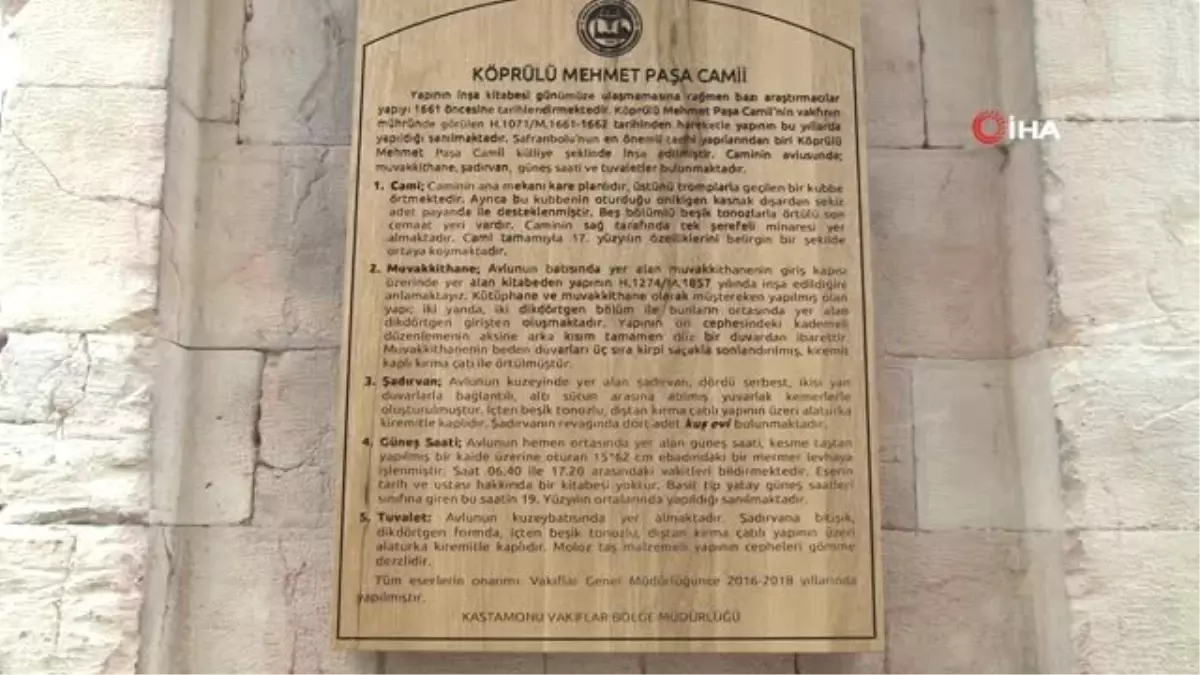 KÖPRÜLÜ MEHMET PAŞA CAMİİ
Yapının inşa kitabesi günümüze ulaşmamasına rağmen bazı araştırmacılar
yapıyı 1661 öncesine tarihlendirmektedir. Köprülü Mehmet Paşa Camii'nin vakfının
mühründe görülen H.1071/M.1661-1662 tarihinden hareketle yapının bu yıllarda
yapıldığı sanılmaktadır. Safranbolu'nun en önemli tarihi yapılarından biri Köprülü
Mehmet Paşa Camii külliye şeklinde inşa edilmiştir. Caminin avlusunda;
muvakkithane, şadırvan, güneş saati ve tuvaletler bulunmaktadır.
1. Cami; Caminin ana mekanı kare planlıdır, üstünü tromplarla geçilen bir kubbe
örtmektedir. Ayrıca bu kubbenin oturduğu onikigen kasnak dışardan sekiz
adet payanda ile desteklenmiştir. Beş bölümlü beşik tonozlarla örtülü son
cemaat yeri vardır. Caminin sağ tarafında tek şerefeli minaresi yer
almaktadır. Cami tamamıyla 17. yüzyılın özelliklerini belirgin bir şekilde
ortaya koymaktadır.
2. Muvakkithane; Avlunun batısında yer alan muvakkithanenin giriş kapısı
üzerinde yer alan kitabeden yapının H.1274/M.1857 yılında inşa edildiğini
anlamaktayız. Kütüphane ve muvakkithane olarak müştereken yapılmış olan
yapı; iki yanda, iki dikdörtgen bölüm ile bunların ortasında yer alan
dikdörtgen girişten oluşmaktadır. Yapının ön cephesindeki kademeli
düzenlemenin aksine arka kısım tamamen düz bir duvardan ibarettir.
Muvakkithanenin beden duvarları üç sıra kirpi saçakla sonlandırılmış, kiremit
kaplı kırma çatı ile örtülmüştür.
3. Şadırvan; Avlunun kuzeyinde yer alan şadırvan, dördü serbest, ikisi yan
duvarlarla bağlantılı, altı sütun arasına atılmış yuvarlak kemerlerle
oluşturulmuştur. İçten beşik tonozlu, dıştan kırma çatılı yapının üzeri alaturka
kiremitle kaplıdır. Şadırvanın revağında dört adet kuş evi bulunmaktadır.
4. Güneş Saati; Avlunun hemen ortasında yer alan güneş saati, kesme taştan
yapılmış bir kaide üzerine oturan 15*62 cm ebadındaki bir mermer levhaya
işlenmiştir. Saat 06.40 ile 17.20 arasındaki vakitleri bildirmektedir. Eserin
tarih ve ustası hakkında bir kitabesi yoktur. Basit tip yatay güneş saatleri
sınıfına giren bu saatin 19. Yüzyılın ortalarında yapıldığı sanılmaktadır.
5. Tuvalet; Avlunun kuzeybatısında yer almaktadır. Şadırvana bitişik,
dikdörtgen formda, içten beşik tonozlu, dıştan kırma çatılı yapının üzeri
alaturka kiremitle kaplıdır. Moloz taş malzemeli yapının cepheleri gömme
derzlidir.
Tüm eserlerin onarımı Vakıflar Genel Müdürlüğünce 2016-2018 yıllarında
yapılmıştır.
KASTAMONU VAKIFLAR BÖLGE MÜDÜRLÜĞÜ
İHA